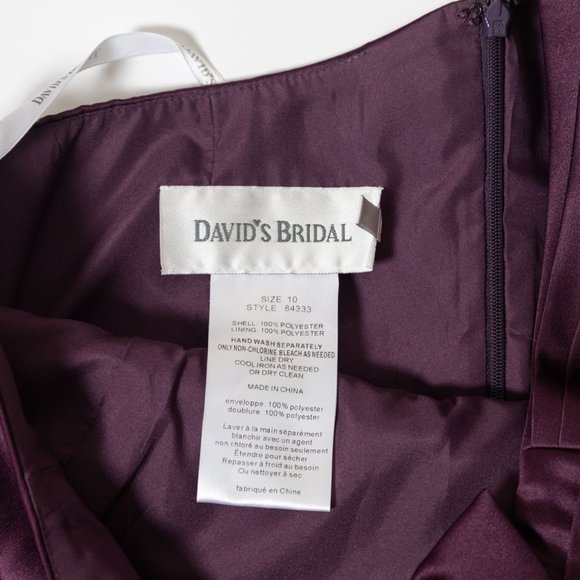 DAVID'S BRIDAL
DAVID'S
DAVID'S BRIDAL
SIZE 10
STYLE 84333
SHELL: 100% POLYESTER
LINING: 100% POLYESTER
HAND WASH SEPARATELY
ONLY NON-CHLORINE BLEACH AS NEEDED
LINE DRY
COOL IRON AS NEEDED
OR DRY CLEAN
MADE IN CHINA
enveloppe: 100% polyester
doublure: 100% polyester
Laver à la main séparément
blanchir avec un agent
non chloré au besoin seulement
Étendre pour sécher
Repasser à froid au besoin
Ou nettoyer à sec
fabriqué en Chine